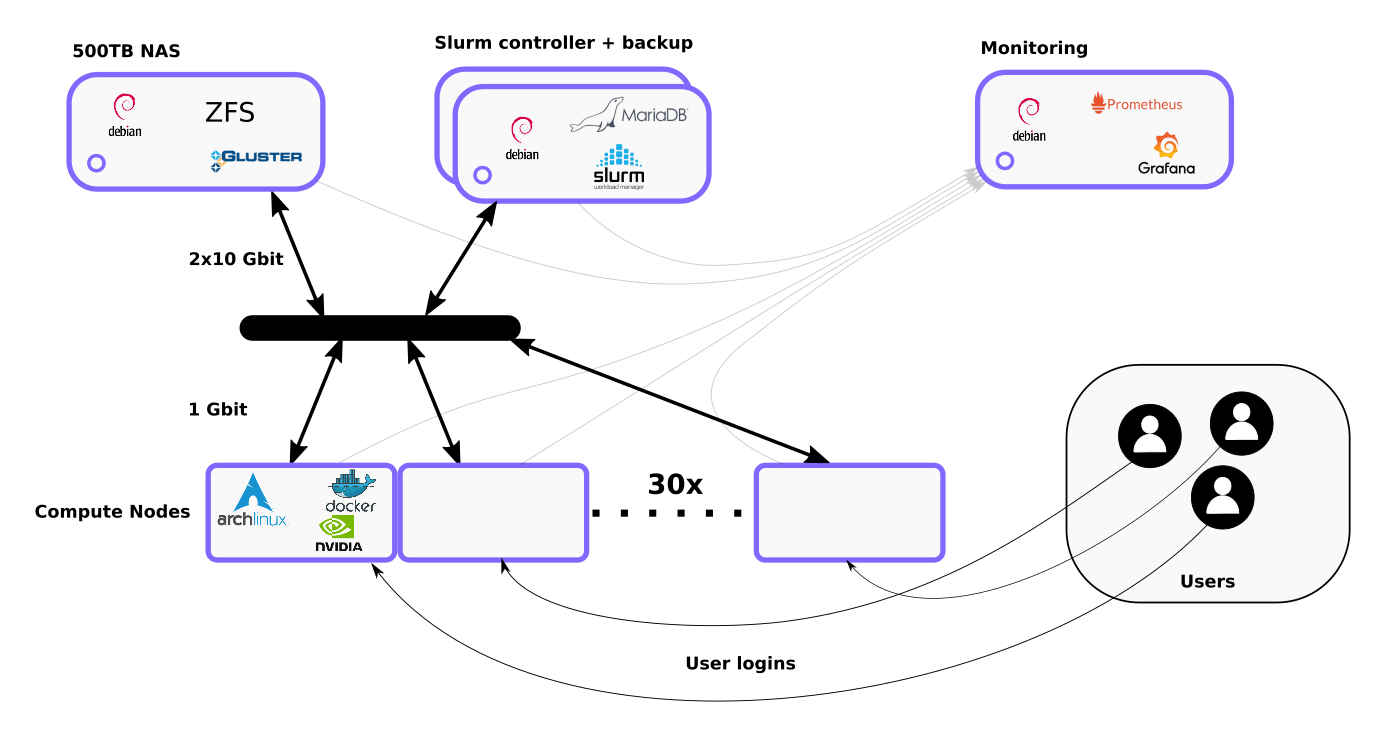 500TB NAS
Slurm controller + backup
Monitoring
debian
ZFS
GLUSTER
debian
MariaDB®
slurm
workload manager
debian
Prometheus
Grafana
2x10 Gbit
1 Gbit
Compute Nodes
archlinux
docker
NVIDIA
30x
Users
User logins